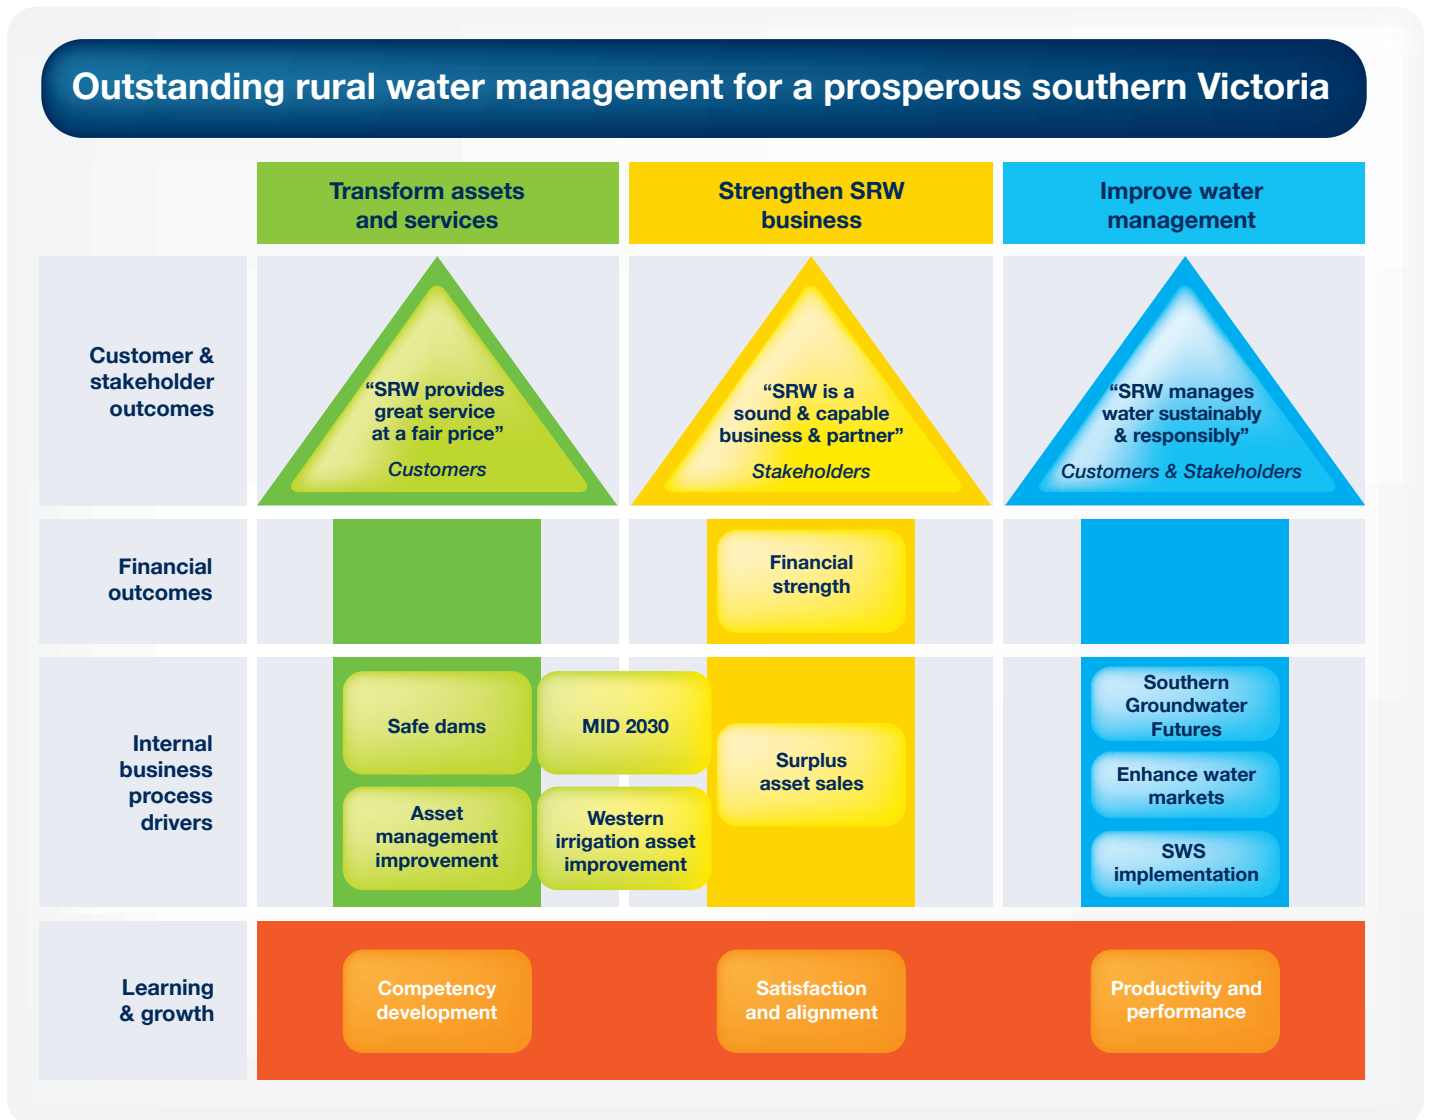 Outstanding rural water management for a prosperous southern Victoria
Transform assets
and services
Strengthen SRW
business
Improve water
management
Customer &
stakeholder
outcomes
“SRW provides
great service
at a fair price”
Customers
“SRW is a
sound & capable
business & partner”
Stakeholders
“SRW manages
water sustainably
& responsibly”
Customers & Stakeholders
Financial
outcomes
Financial
strength
Internal
business
process
drivers
Safe dams
MID 2030
Asset
management
improvement
Western
irrigation asset
improvement
Surplus
asset sales
Southern
Groundwater
Futures
Enhance water
markets
SWS
implementation
Learning
& growth
Competency
development
Satisfaction
and alignment
Productivity and
performance